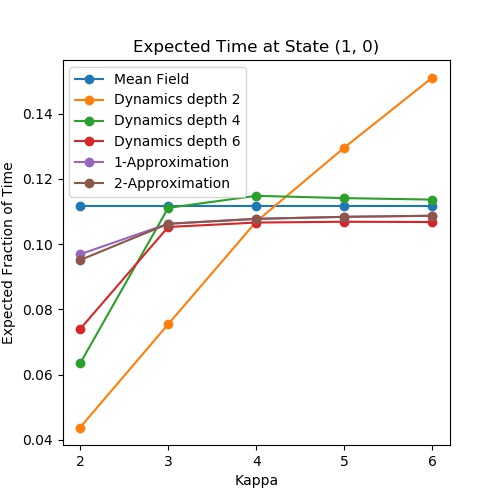 Expected Time at State (1, 0)
Mean Field
Dynamics depth 2
Dynamics depth 4
Dynamics depth 6
1-Approximation
2-Approximation
Expected Fraction of Time
0.14
0.12
0.10
0.08
0.06
0.04
2 3 4 5 6
Kappa